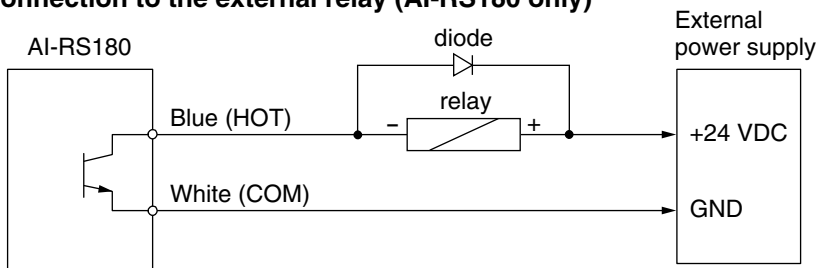 onnection to the external relay (AI-RS180 only)
External
power supply
AI-RS180
diode
relay
Blue (HOT)
− +
+24 VDC
White (COM)
GND